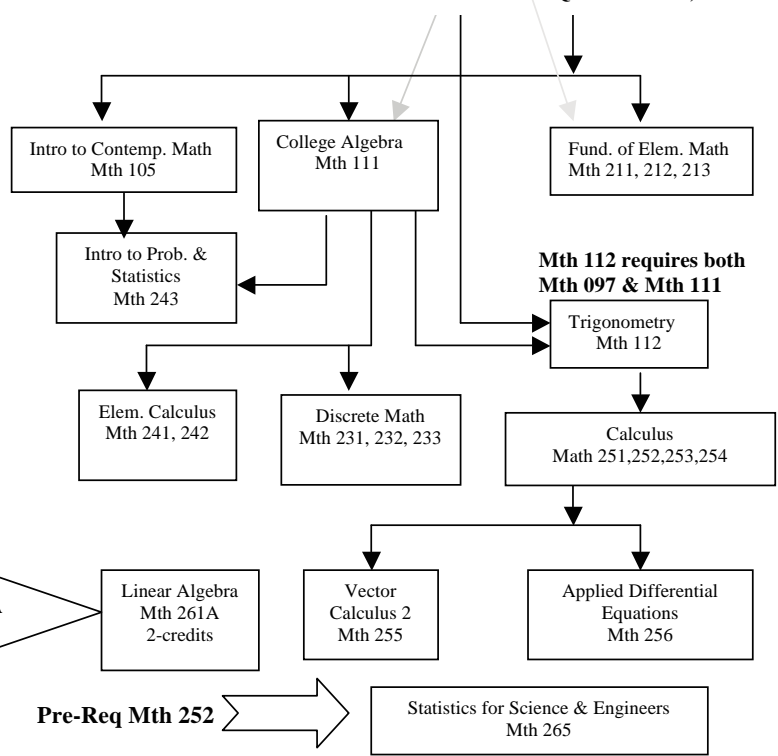 Intro to Contemp. Math
Mth 105
College Algebra
Mth 111
Fund. of Elem. Math
Mth 211, 212, 213
Intro to Prob. &
Statistics
Mth 243
Mth 112 requires both
Mth 097 & Mth 111
Trigonometry
Mth 112
Elem. Calculus
Mth 241, 242
Discrete Math
Mth 231, 232, 233
Calculus
Math 251,252,253,254
Linear Algebra
Mth 261A
2-credits
Vector
Calculus 2
Mth 255
Applied Differential
Equations
Mth 256
Pre-Req Mth 252
Statistics for Science & Engineers
Mth 265